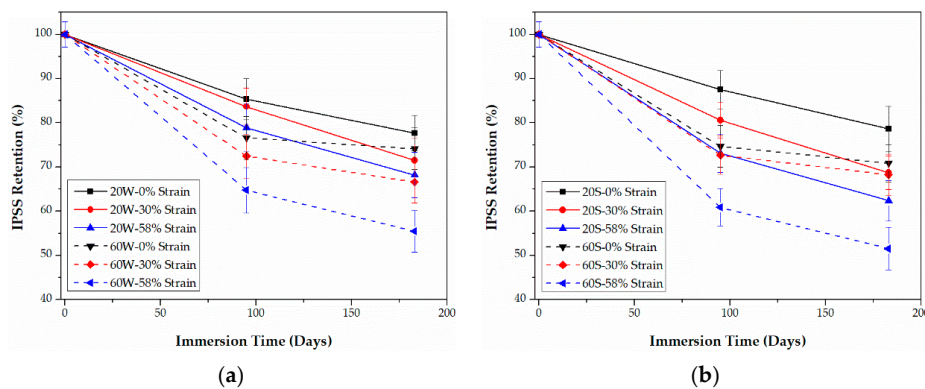 100
90
80
70
60
50
40
IPSS Retention (%)
20W-0% Strain
20W-30% Strain
20W-58% Strain
60W-0% Strain
60W-30% Strain
60W-58% Strain
0 50 100 150 200
Immersion Time (Days)
(a)
100
90
80
70
60
50
40
IPSS Retention (%)
20S-0% Strain
20S-30% Strain
20S-58% Strain
60S-0% Strain
60S-30% Strain
60S-58% Strain
0 50 100 150 200
Immersion Time (Days)
(b)